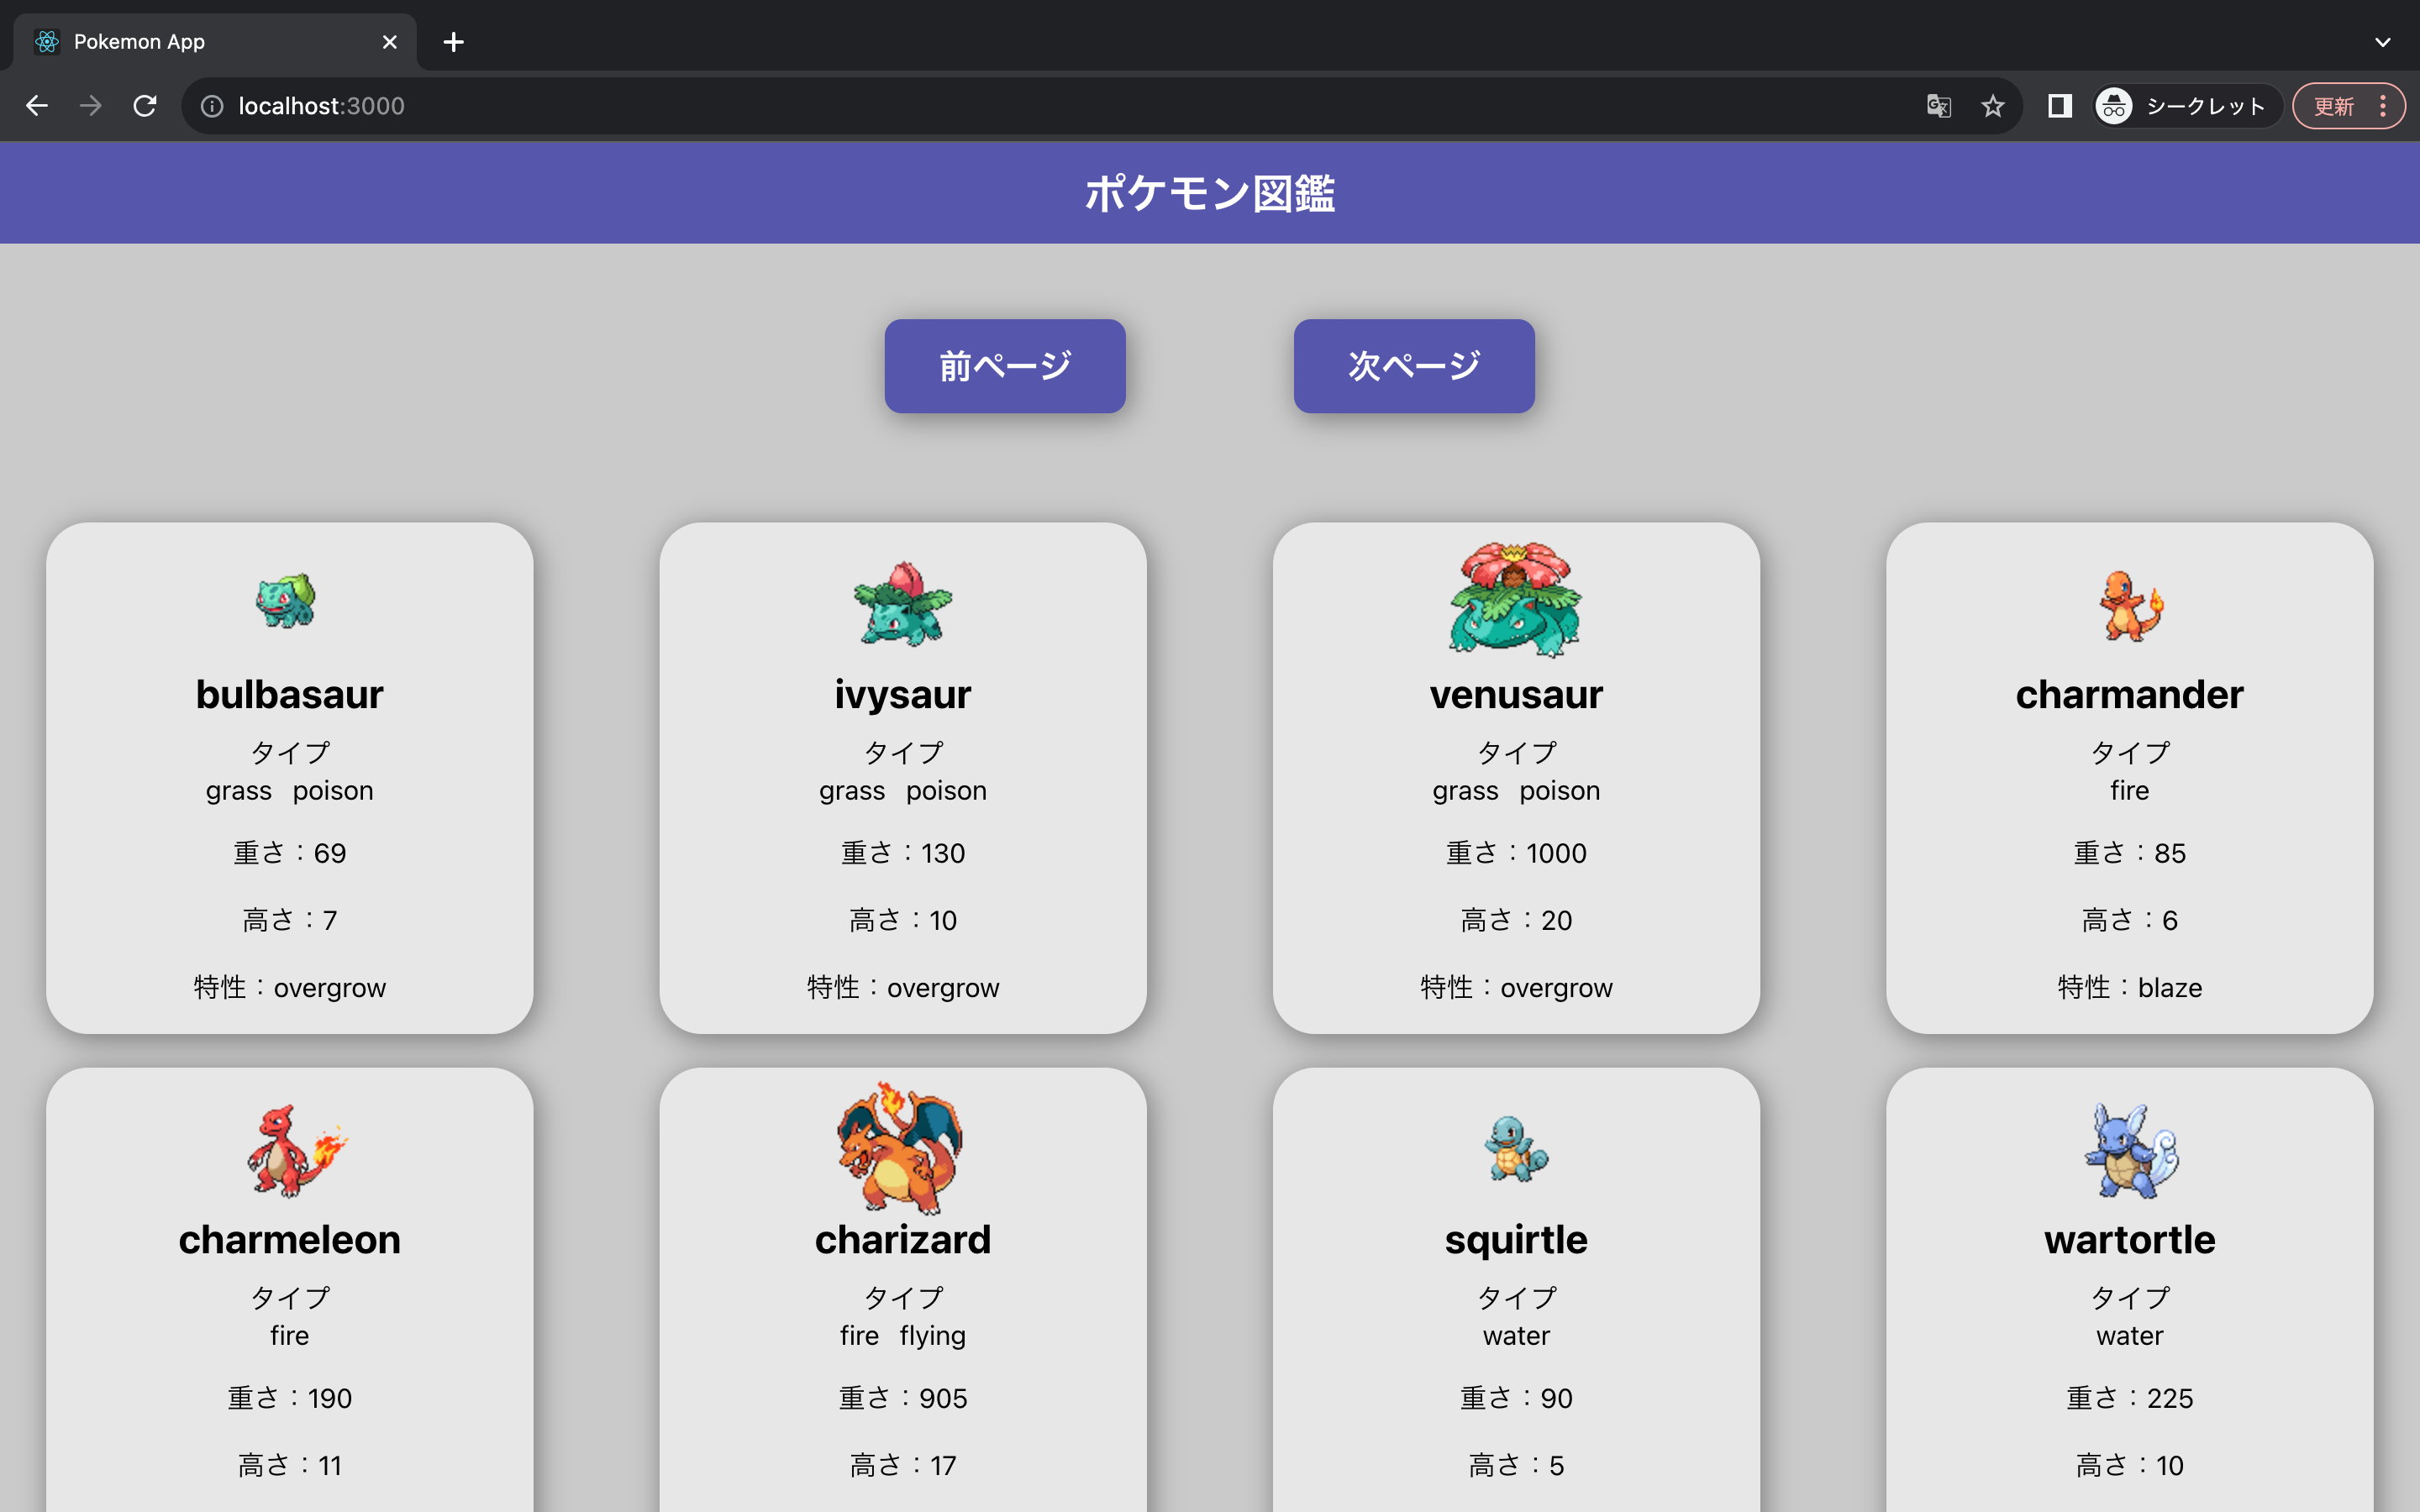 Pokemon App
localhost:3000
シークレット
更新
ポケモン図鑑
前ページ
次ページ
bulbasaur
タイプ
grass poison
重さ：69
高さ：7
特性：overgrow
ivysaur
タイプ
grass poison
重さ：130
高さ：10
特性：overgrow
venusaur
タイプ
grass poison
重さ：1000
高さ：20
特性：overgrow
charmander
タイプ
fire
重さ：85
高さ：6
特性：blaze
charmeleon
タイプ
fire
重さ：190
高さ：11
charizard
タイプ
fire flying
重さ：905
高さ：17
squirtle
タイプ
water
重さ：90
高さ：5
wartortle
タイプ
water
重さ：225
高さ：10